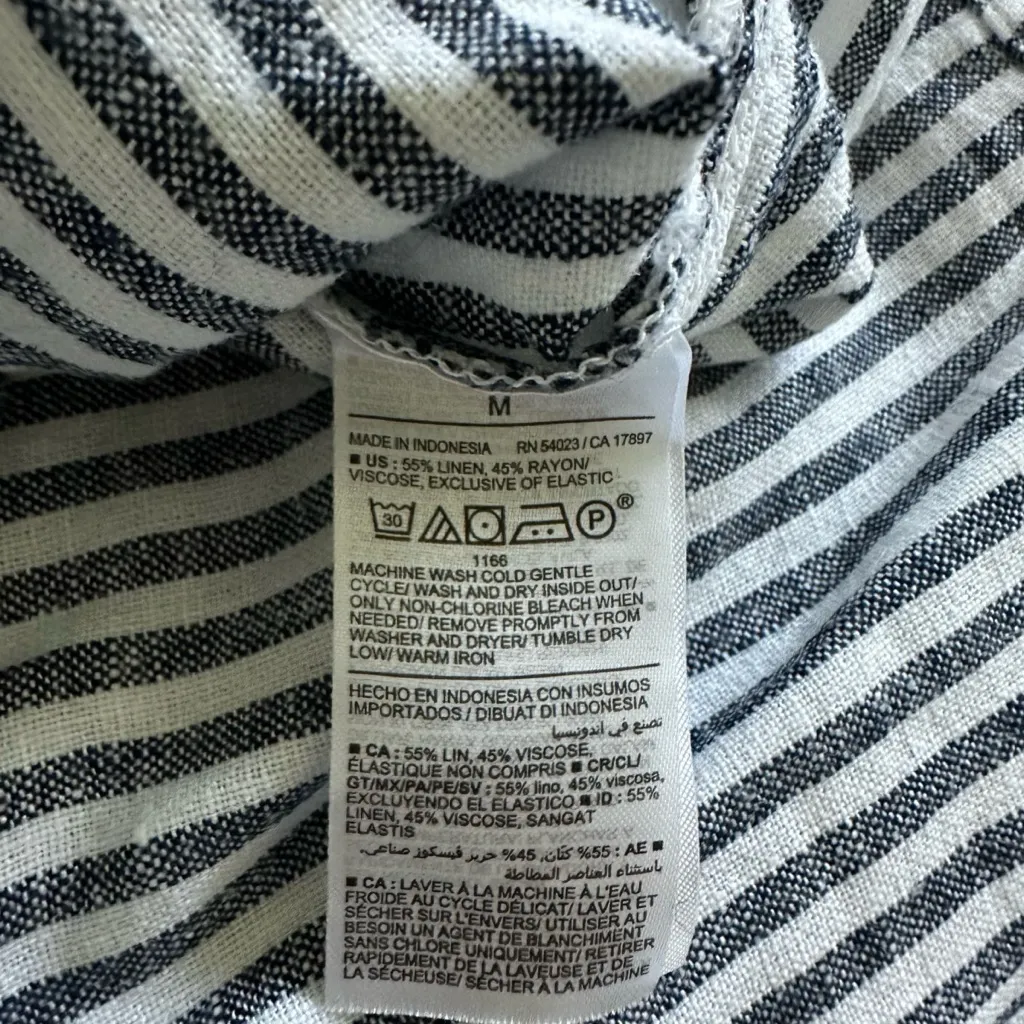 M
MADE IN INDONESIA RN 54023 / CA 17897
■ US : 55% LINEN, 45% RAYON/
VISCOSE, EXCLUSIVE OF ELASTIC
30 P ®
1166
MACHINE WASH COLD GENTLE
CYCLE/ WASH AND DRY INSIDE OUT/
ONLY NON-CHLORINE BLEACH WHEN
NEEDED/ REMOVE PROMPTLY FROM
WASHER AND DRYER/ TUMBLE DRY
LOW/ WARM IRON
HECHO EN INDONESIA CON INSUMOS
IMPORTADOS / DIBUAT DI INDONESIA
تصنع في أندونيسيا
■ CA : 55% LIN, 45% VISCOSE,
ÉLASTIQUE NON COMPRIS ■ CR/CL/
GT/MX/PA/PE/SV : 55% lino, 45% viscosa,
EXCLUYENDO EL ELASTICO ■ ID : 55%
LINEN, 45% VISCOSE, SANGAT
ELASTIS
■ AE : 55% كتّان, 45% حرير فيسكوز صناعي,
باستثناء العناصر المطاطة
■ CA : LAVER À LA MACHINE À L'EAU
FROIDE AU CYCLE DÉLICAT/ LAVER ET
SÉCHER SUR L'ENVERS/ UTILISER AU
BESOIN UN AGENT DE BLANCHIMENT
SANS CHLORE UNIQUEMENT/ RETIRER
RAPIDEMENT DE LA LAVEUSE ET DE
LA SÉCHEUSE/ SÉCHER À LA MACHINE